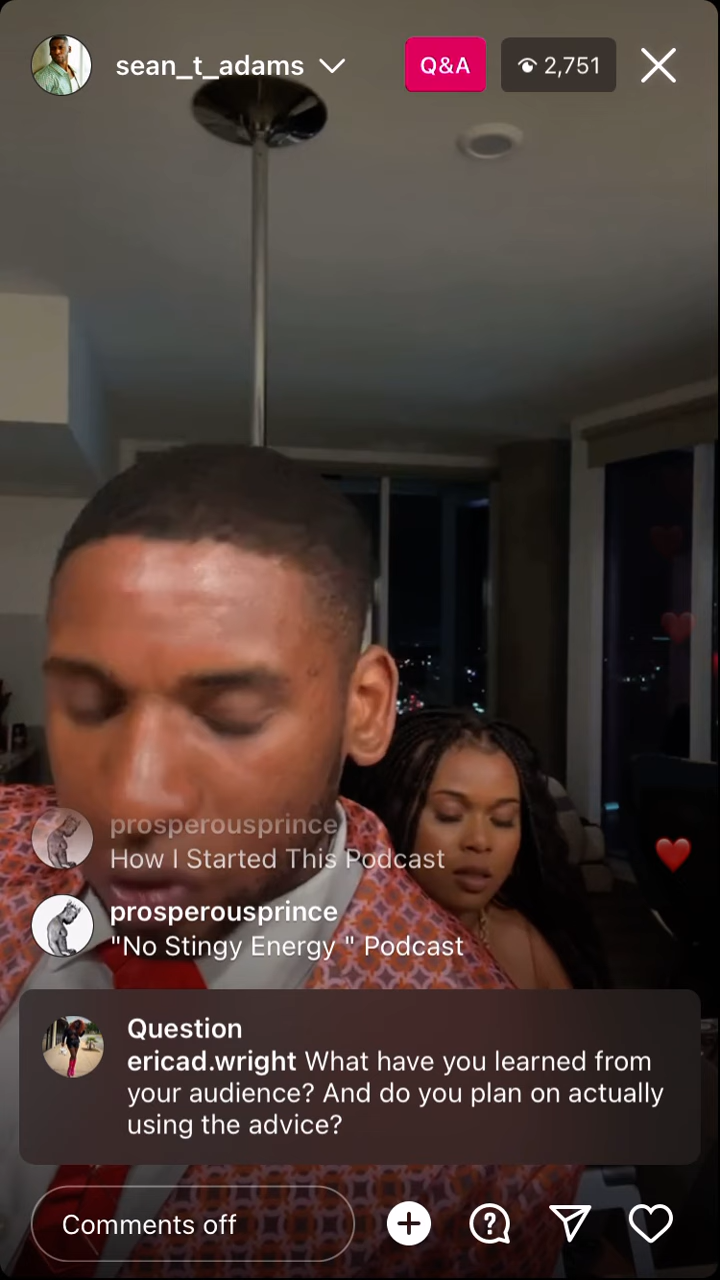 sean_t_adams
Q&A
2,751
prosperousprince
How I Started This Podcast
prosperousprince
"No Stingy Energy " Podcast
Question
ericad.wright What have you learned from
your audience? And do you plan on actually
using the advice?
Comments off